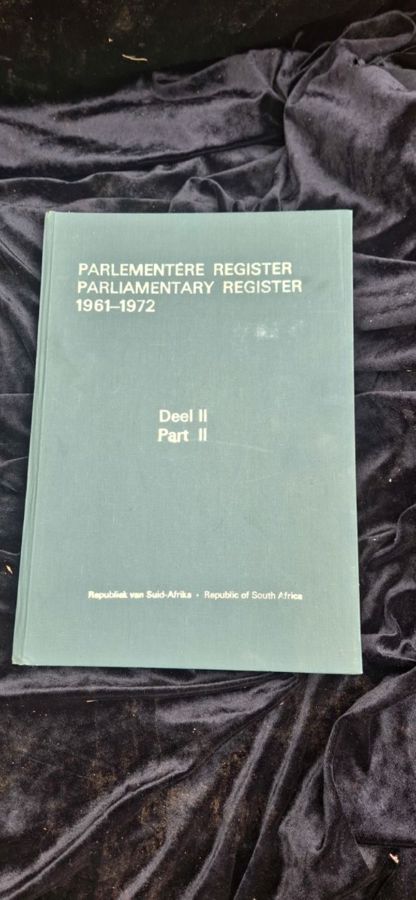 PARLEMENTÊRE REGISTER
PARLIAMENTARY REGISTER
1961–1972
Deel II
Part II
Republiek van Suid-Afrika • Republic of South Africa